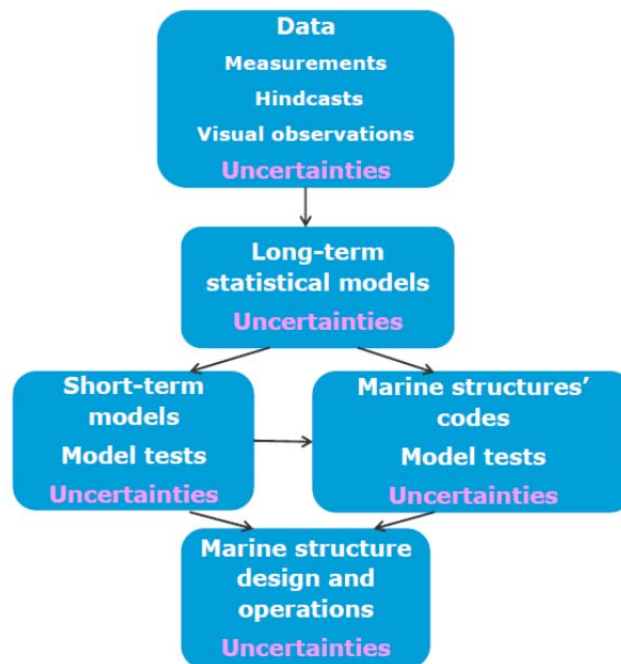 Data
Measurements
Hindcasts
Visual observations
Uncertainties
Long-term
statistical models
Uncertainties
Short-term
models
Model tests
Uncertainties
Marine structures’
codes
Model tests
Uncertainties
Marine structure
design and
operations
Uncertainties